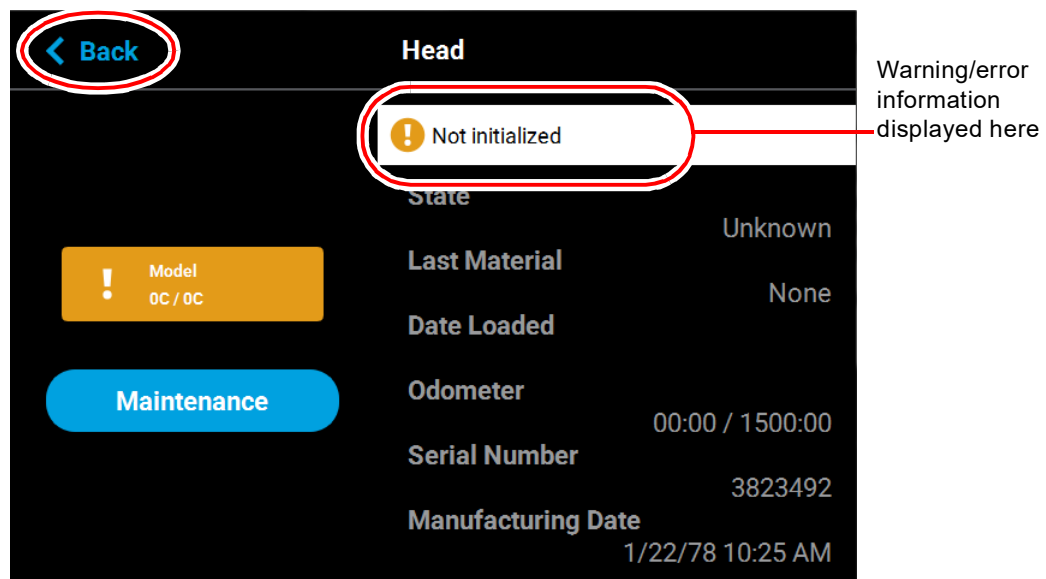 Back
Head
Warning/error
information
displayed here
! Not initialized
State
Unknown
! Model
0C / 0C
Last Material
None
Date Loaded
Maintenance
Odometer
00:00 / 1500:00
Serial Number
3823492
Manufacturing Date
1/22/78 10:25 AM